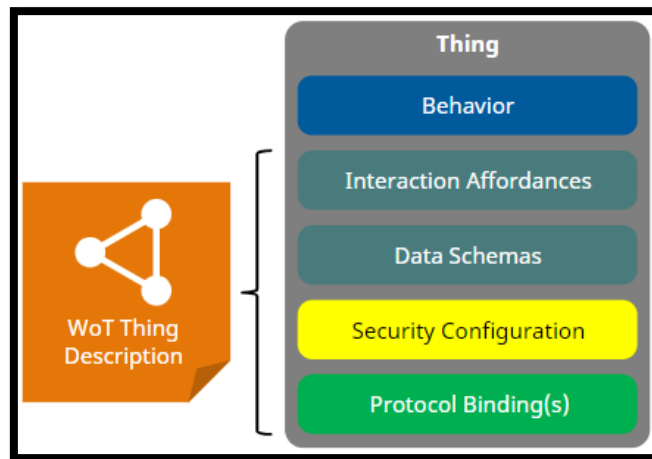 Thing
Behavior
Interaction Affordances
Data Schemas
Security Configuration
Protocol Binding(s)
WoT Thing
Description